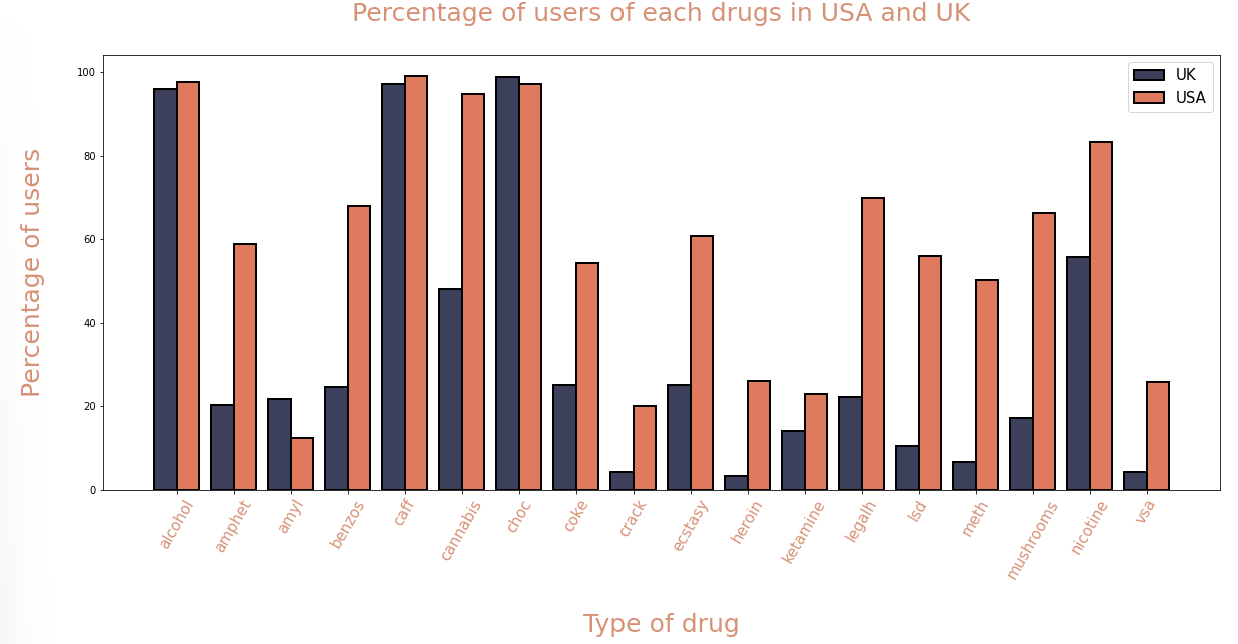 Percentage of users of each drugs in USA and UK
UK
USA
Percentage of users
100
80
60
40
20
0
alcohol
amphet
amyl
benzos
caff
cannabis
choc
coke
crack
ecstasy
heroin
ketamine
legalh
lsd
meth
mushrooms
nicotine
vsa
Type of drug